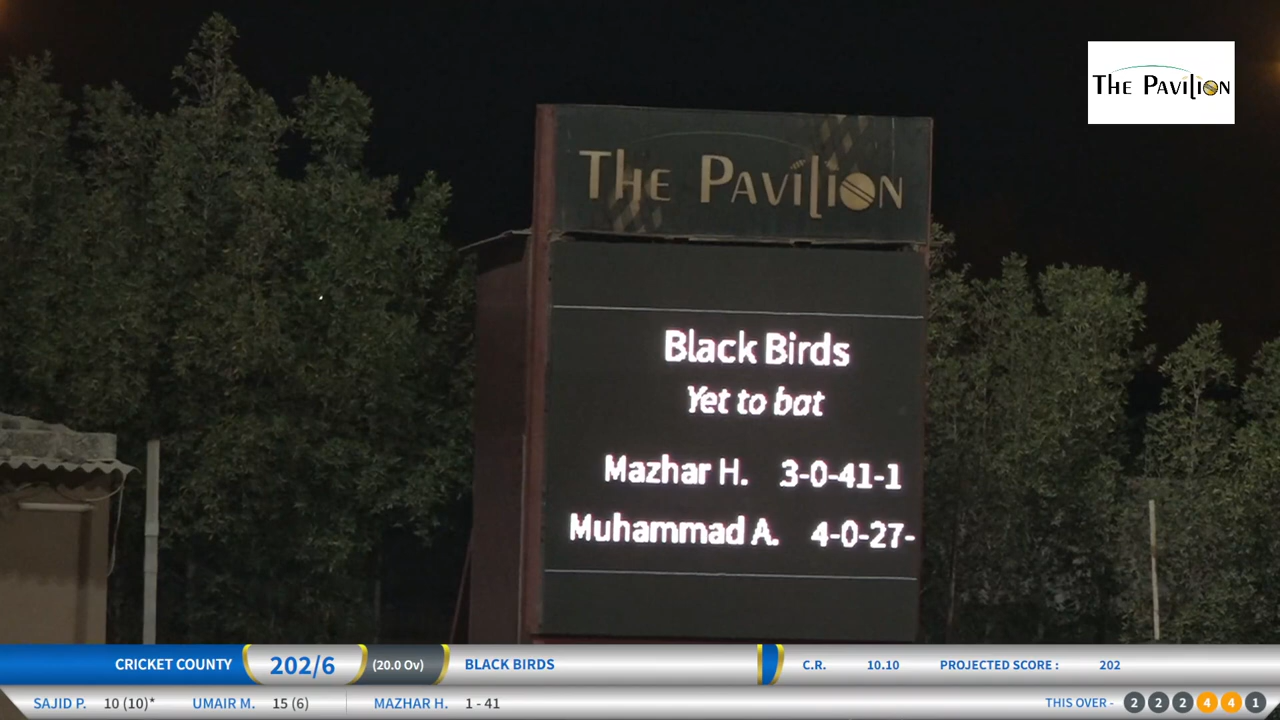 THE PAVILION
THE PAVILION
Black Birds
Yet to bat
Mazhar H. 3-0-41-1
Muhammad A. 4-0-27-
CRICKET COUNTY 202/6 (20.0 Ov) BLACK BIRDS C.R. 10.10 PROJECTED SCORE : 202
SAJID P. 10 (10)* UMAIR M. 15 (6) MAZHAR H. 1 - 41 THIS OVER - 2 2 2 4 4 1